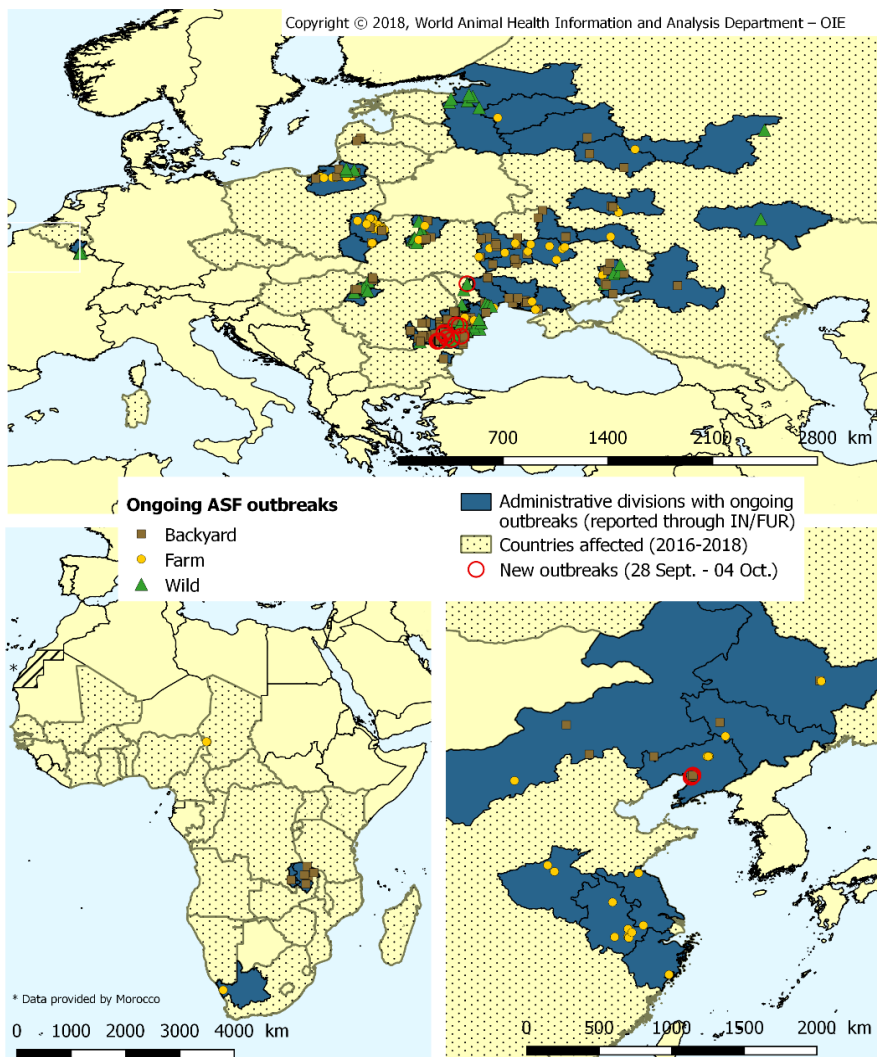 Copyright © 2018, World Animal Health Information and Analysis Department – OIE
0 700 1400 2100 2800 km
Ongoing ASF outbreaks
Backyard
Farm
Wild
Administrative divisions with ongoing
outbreaks (reported through IN/FUR)
Countries affected (2016-2018)
New outbreaks (28 Sept. - 04 Oct.)
*
* Data provided by Morocco
0 1000 2000 3000 4000 km
0 500 1000 1500 2000 km